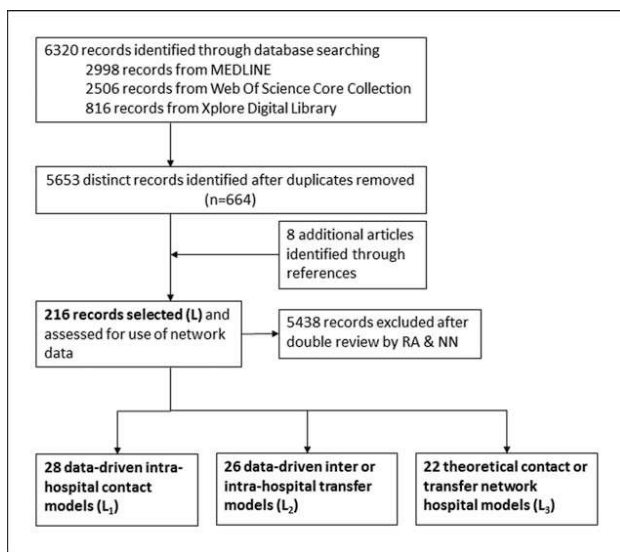 6320 records identified through database searching
2998 records from MEDLINE
2506 records from Web Of Science Core Collection
816 records from Xplore Digital Library
5653 distinct records identified after duplicates removed
(n=664)
8 additional articles
identified through
references
216 records selected (L) and
assessed for use of network
data
5438 records excluded after
double review by RA & NN
28 data-driven intra-
hospital contact
models (L₁)
26 data-driven inter or
intra-hospital transfer
models (L₂)
22 theoretical contact or
transfer network
hospital models (L₃)